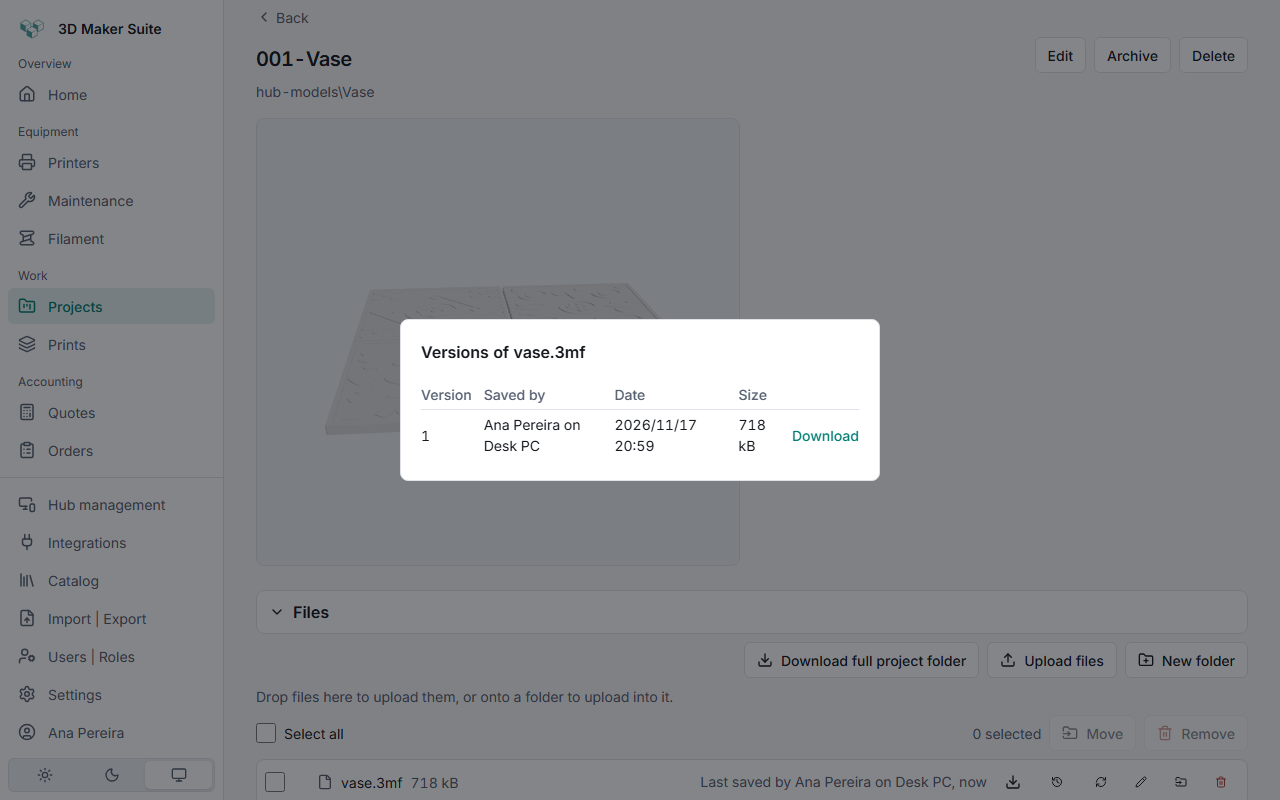 3D Maker Suite
Overview
Home
Equipment
Printers
Maintenance
Filament
Work
Projects
Prints
Accounting
Quotes
Orders
Hub management
Integrations
Catalog
Import | Export
Users | Roles
Settings
Ana Pereira
Back
001-Vase
Edit
Archive
Delete
hub-models\Vase
Versions of vase.3mf
Version Saved by Date Size
1 Ana Pereira on Desk PC 2026/11/17 20:59 718 kB Download
Files
Download full project folder
Upload files
New folder
Drop files here to upload them, or onto a folder to upload into it.
Select all
0 selected
Move
Remove
vase.3mf 718 kB
Last saved by Ana Pereira on Desk PC, now